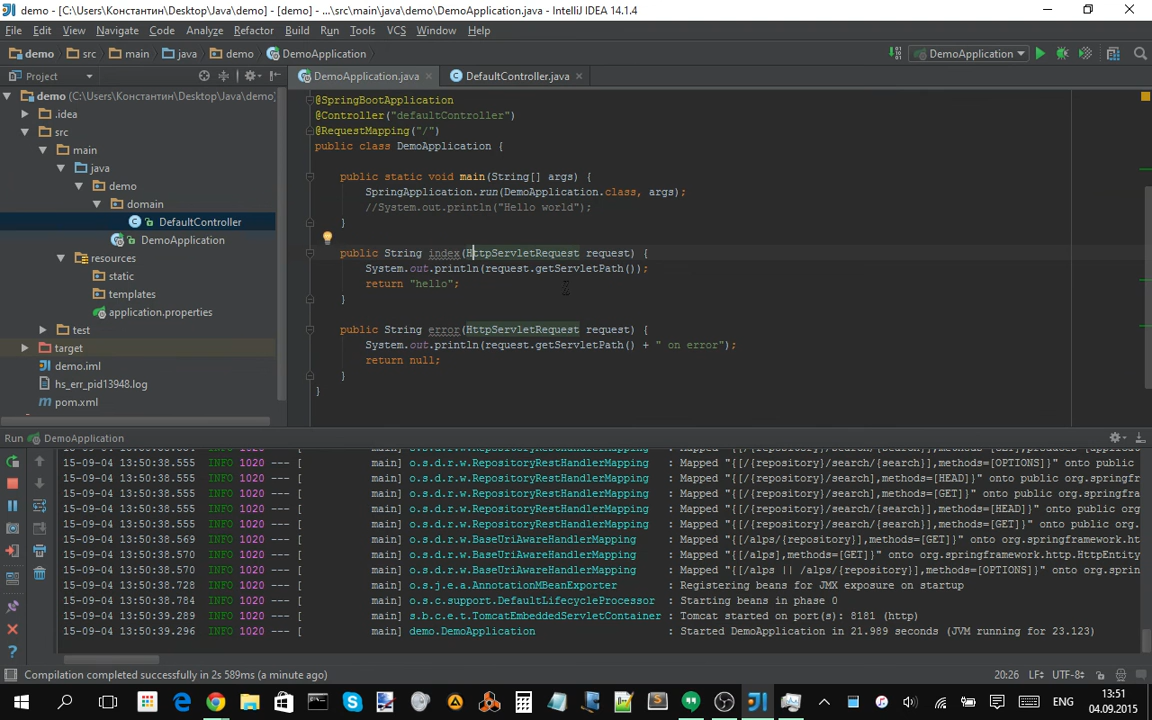 demo - [C:\Users\Константин\Desktop\Java\demo] - [demo] - ...\src\main\java\demo\DemoApplication.java - IntelliJ IDEA 14.1.4
File Edit View Navigate Code Analyze Refactor Build Run Tools VCS Window Help
demo src main java demo DemoApplication
DemoApplication
Project
DemoApplication.java DefaultController.java
demo (C:\Users\Константин\Desktop\Java\demo)
.idea
src
main
java
demo
domain
DefaultController
DemoApplication
resources
static
templates
application.properties
test
target
demo.iml
hs_err_pid13948.log
pom.xml
@SpringBootApplication
@Controller("defaultController")
@RequestMapping("/")
public class DemoApplication {
public static void main(String[] args) {
SpringApplication.run(DemoApplication.class, args);
//System.out.println("Hello world");
}
public String index(HttpServletRequest request) {
System.out.println(request.getServletPath());
return "hello";
}
public String error(HttpServletRequest request) {
System.out.println(request.getServletPath() + " on error");
return null;
}
}
Run DemoApplication
15-09-04 13:50:38.555 INFO 1020 --- [ main] o.s.d.r.w.RepositoryRestHandlerMapping : Mapped "{[/{repository}/search/{search}],methods=[OPTIONS]}" onto public
15-09-04 13:50:38.555 INFO 1020 --- [ main] o.s.d.r.w.RepositoryRestHandlerMapping : Mapped "{[/{repository}/search/{search}],methods=[HEAD]}" onto public org
15-09-04 13:50:38.555 INFO 1020 --- [ main] o.s.d.r.w.RepositoryRestHandlerMapping : Mapped "{[/{repository}/search],methods=[GET]}" onto public org.springfra
15-09-04 13:50:38.555 INFO 1020 --- [ main] o.s.d.r.w.RepositoryRestHandlerMapping : Mapped "{[/{repository}/search],methods=[HEAD]}" onto public org.springfr
15-09-04 13:50:38.555 INFO 1020 --- [ main] o.s.d.r.w.RepositoryRestHandlerMapping : Mapped "{[/{repository}/search],methods=[GET]}" onto public org.springfra
15-09-04 13:50:38.569 INFO 1020 --- [ main] o.s.d.r.w.BaseUriAwareHandlerMapping : Mapped "{[/alps/{repository}],methods=[GET]}" onto org.springframework.
15-09-04 13:50:38.570 INFO 1020 --- [ main] o.s.d.r.w.BaseUriAwareHandlerMapping : Mapped "{[/alps],methods=[GET]}" onto org.springframework.http.HttpEntity
15-09-04 13:50:38.570 INFO 1020 --- [ main] o.s.d.r.w.BaseUriAwareHandlerMapping : Mapped "{[/alps || /alps/{repository}],methods=[OPTIONS]}" onto org.sprin
15-09-04 13:50:38.728 INFO 1020 --- [ main] o.s.j.e.a.AnnotationMBeanExporter : Registering beans for JMX exposure on startup
15-09-04 13:50:38.784 INFO 1020 --- [ main] o.s.c.support.DefaultLifecycleProcessor : Starting beans in phase 0
15-09-04 13:50:39.289 INFO 1020 --- [ main] s.b.c.e.t.TomcatEmbeddedServletContainer : Tomcat started on port(s): 8181 (http)
15-09-04 13:50:39.296 INFO 1020 --- [ main] demo.DemoApplication : Started DemoApplication in 21.989 seconds (JVM running for 23.123)
Compilation completed successfully in 2s 589ms (a minute ago) 20:26 LF UTF-8
ENG 13:51
04.09.2015